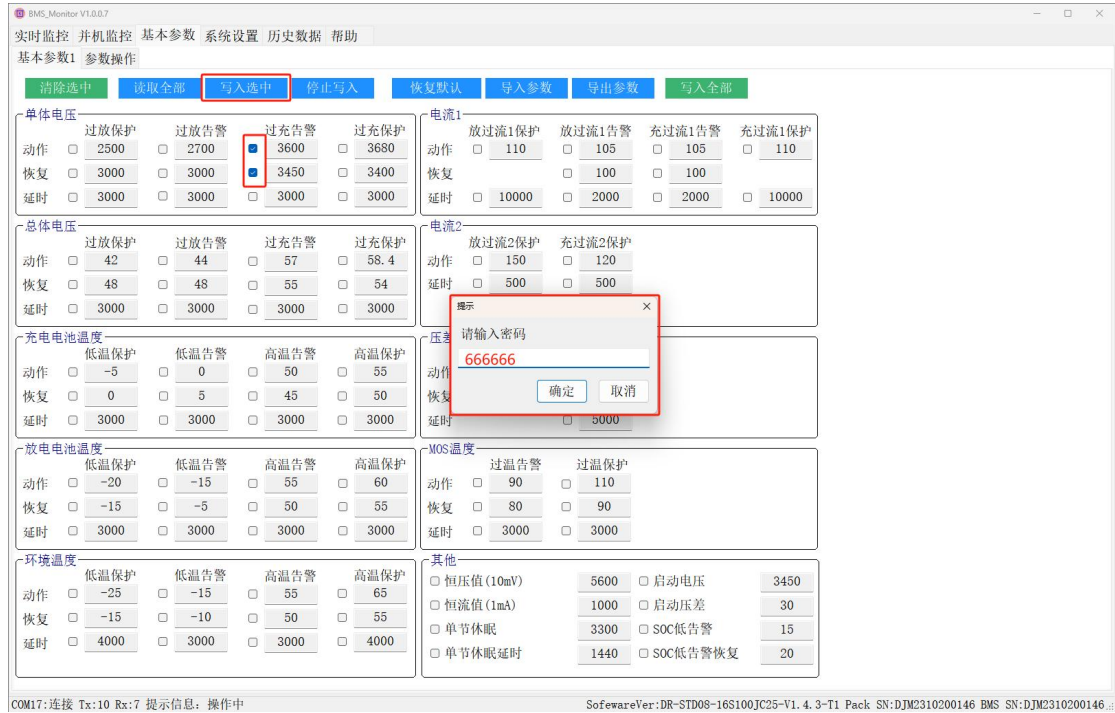 BMS_Monitor V1.0.0.7
实时监控 并机监控 基本参数 系统设置 历史数据 帮助
基本参数1 参数操作
清除选中 读取全部 写入选中 停止写入 恢复默认 导入参数 导出参数 写入全部
单体电压
过放保护 过放告警 过充告警 过充保护
动作 2500 2700 3600 3680
恢复 3000 3000 3450 3400
延时 3000 3000 3000 3000
电流1
放过流1保护 放过流1告警 充过流1告警 充过流1保护
动作 110 105 105 110
恢复 100 100
延时 10000 2000 2000 10000
总体电压
过放保护 过放告警 过充告警 过充保护
动作 42 44 57 58.4
恢复 48 48 55 54
延时 3000 3000 3000 3000
电流2
放过流2保护 充过流2保护
动作 150 120
延时 500 500
提示
请输入密码
666666
确定 取消
充电电池温度
低温保护 低温告警 高温告警 高温保护
动作 -5 0 50 55
恢复 0 5 45 50
延时 3000 3000 3000 3000
压差
动作
恢复
延时 5000
放电电池温度
低温保护 低温告警 高温告警 高温保护
动作 -20 -15 55 60
恢复 -15 -5 50 55
延时 3000 3000 3000 3000
MOS温度
过温告警 过温保护
动作 90 110
恢复 80 90
延时 3000 3000
环境温度
低温保护 低温告警 高温告警 高温保护
动作 -25 -15 55 65
恢复 -15 -10 50 55
延时 4000 3000 3000 4000
其他
恒压值(10mV) 5600 启动电压 3450
恒流值(1mA) 1000 启动压差 30
单节休眠 3300 SOC低告警 15
单节休眠延时 1440 SOC低告警恢复 20
COM17:连接 Tx:10 Rx:7 提示信息: 操作中 SofewareVer:DR-STD08-16S100JC25-V1.4.3-T1 Pack SN:DJM2310200146 BMS SN:DJM2310200146